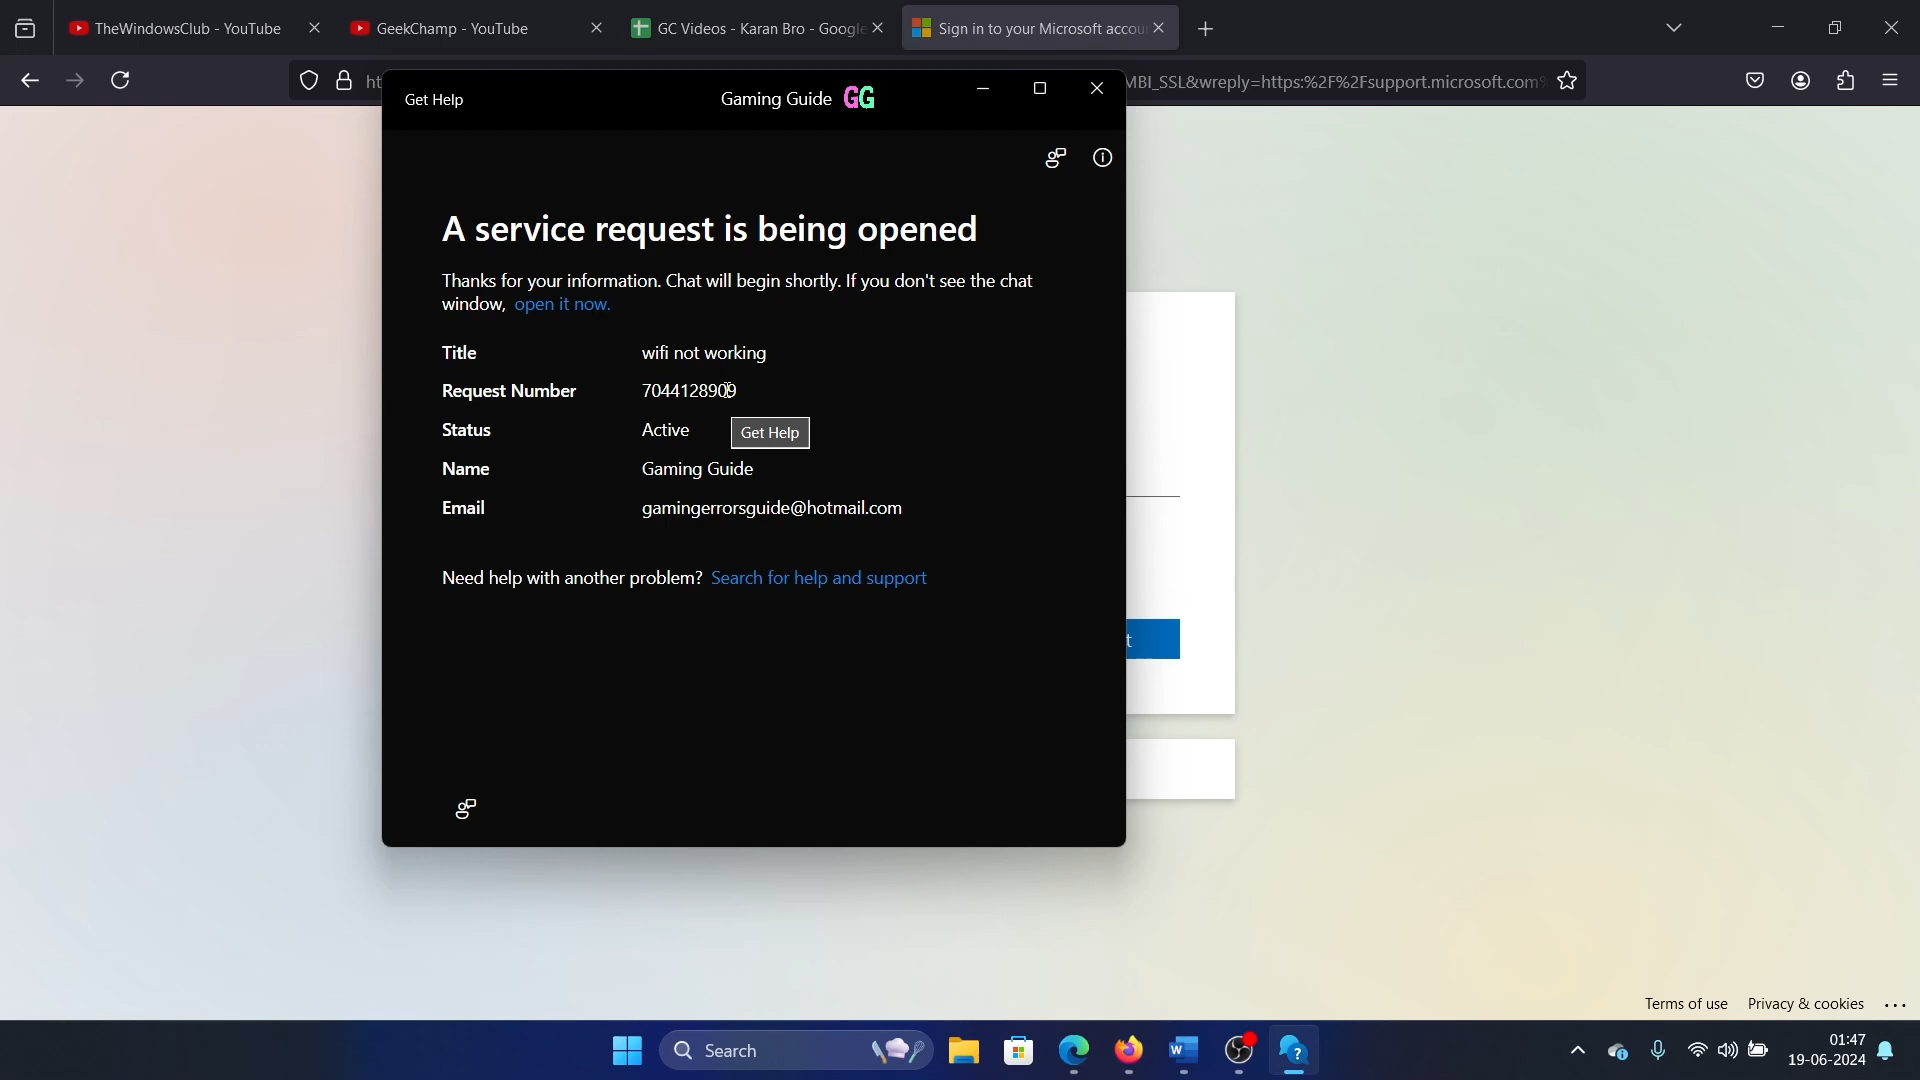 TheWindowsClub - YouTube
GeekChamp - YouTube
GC Videos - Karan Bro - Google
Sign in to your Microsoft accou
MBI_SSL&wreply=https:%2F%2Fsupport.microsoft.com%
Get Help
Gaming Guide GG
A service request is being opened
Thanks for your information. Chat will begin shortly. If you don't see the chat
window, open it now.
Title wifi not working
Request Number 7044128909
Status Active
Get Help
Name Gaming Guide
Email gamingerrorsguide@hotmail.com
Need help with another problem? Search for help and support
Terms of use Privacy & cookies ...
Search
01:47
19-06-2024